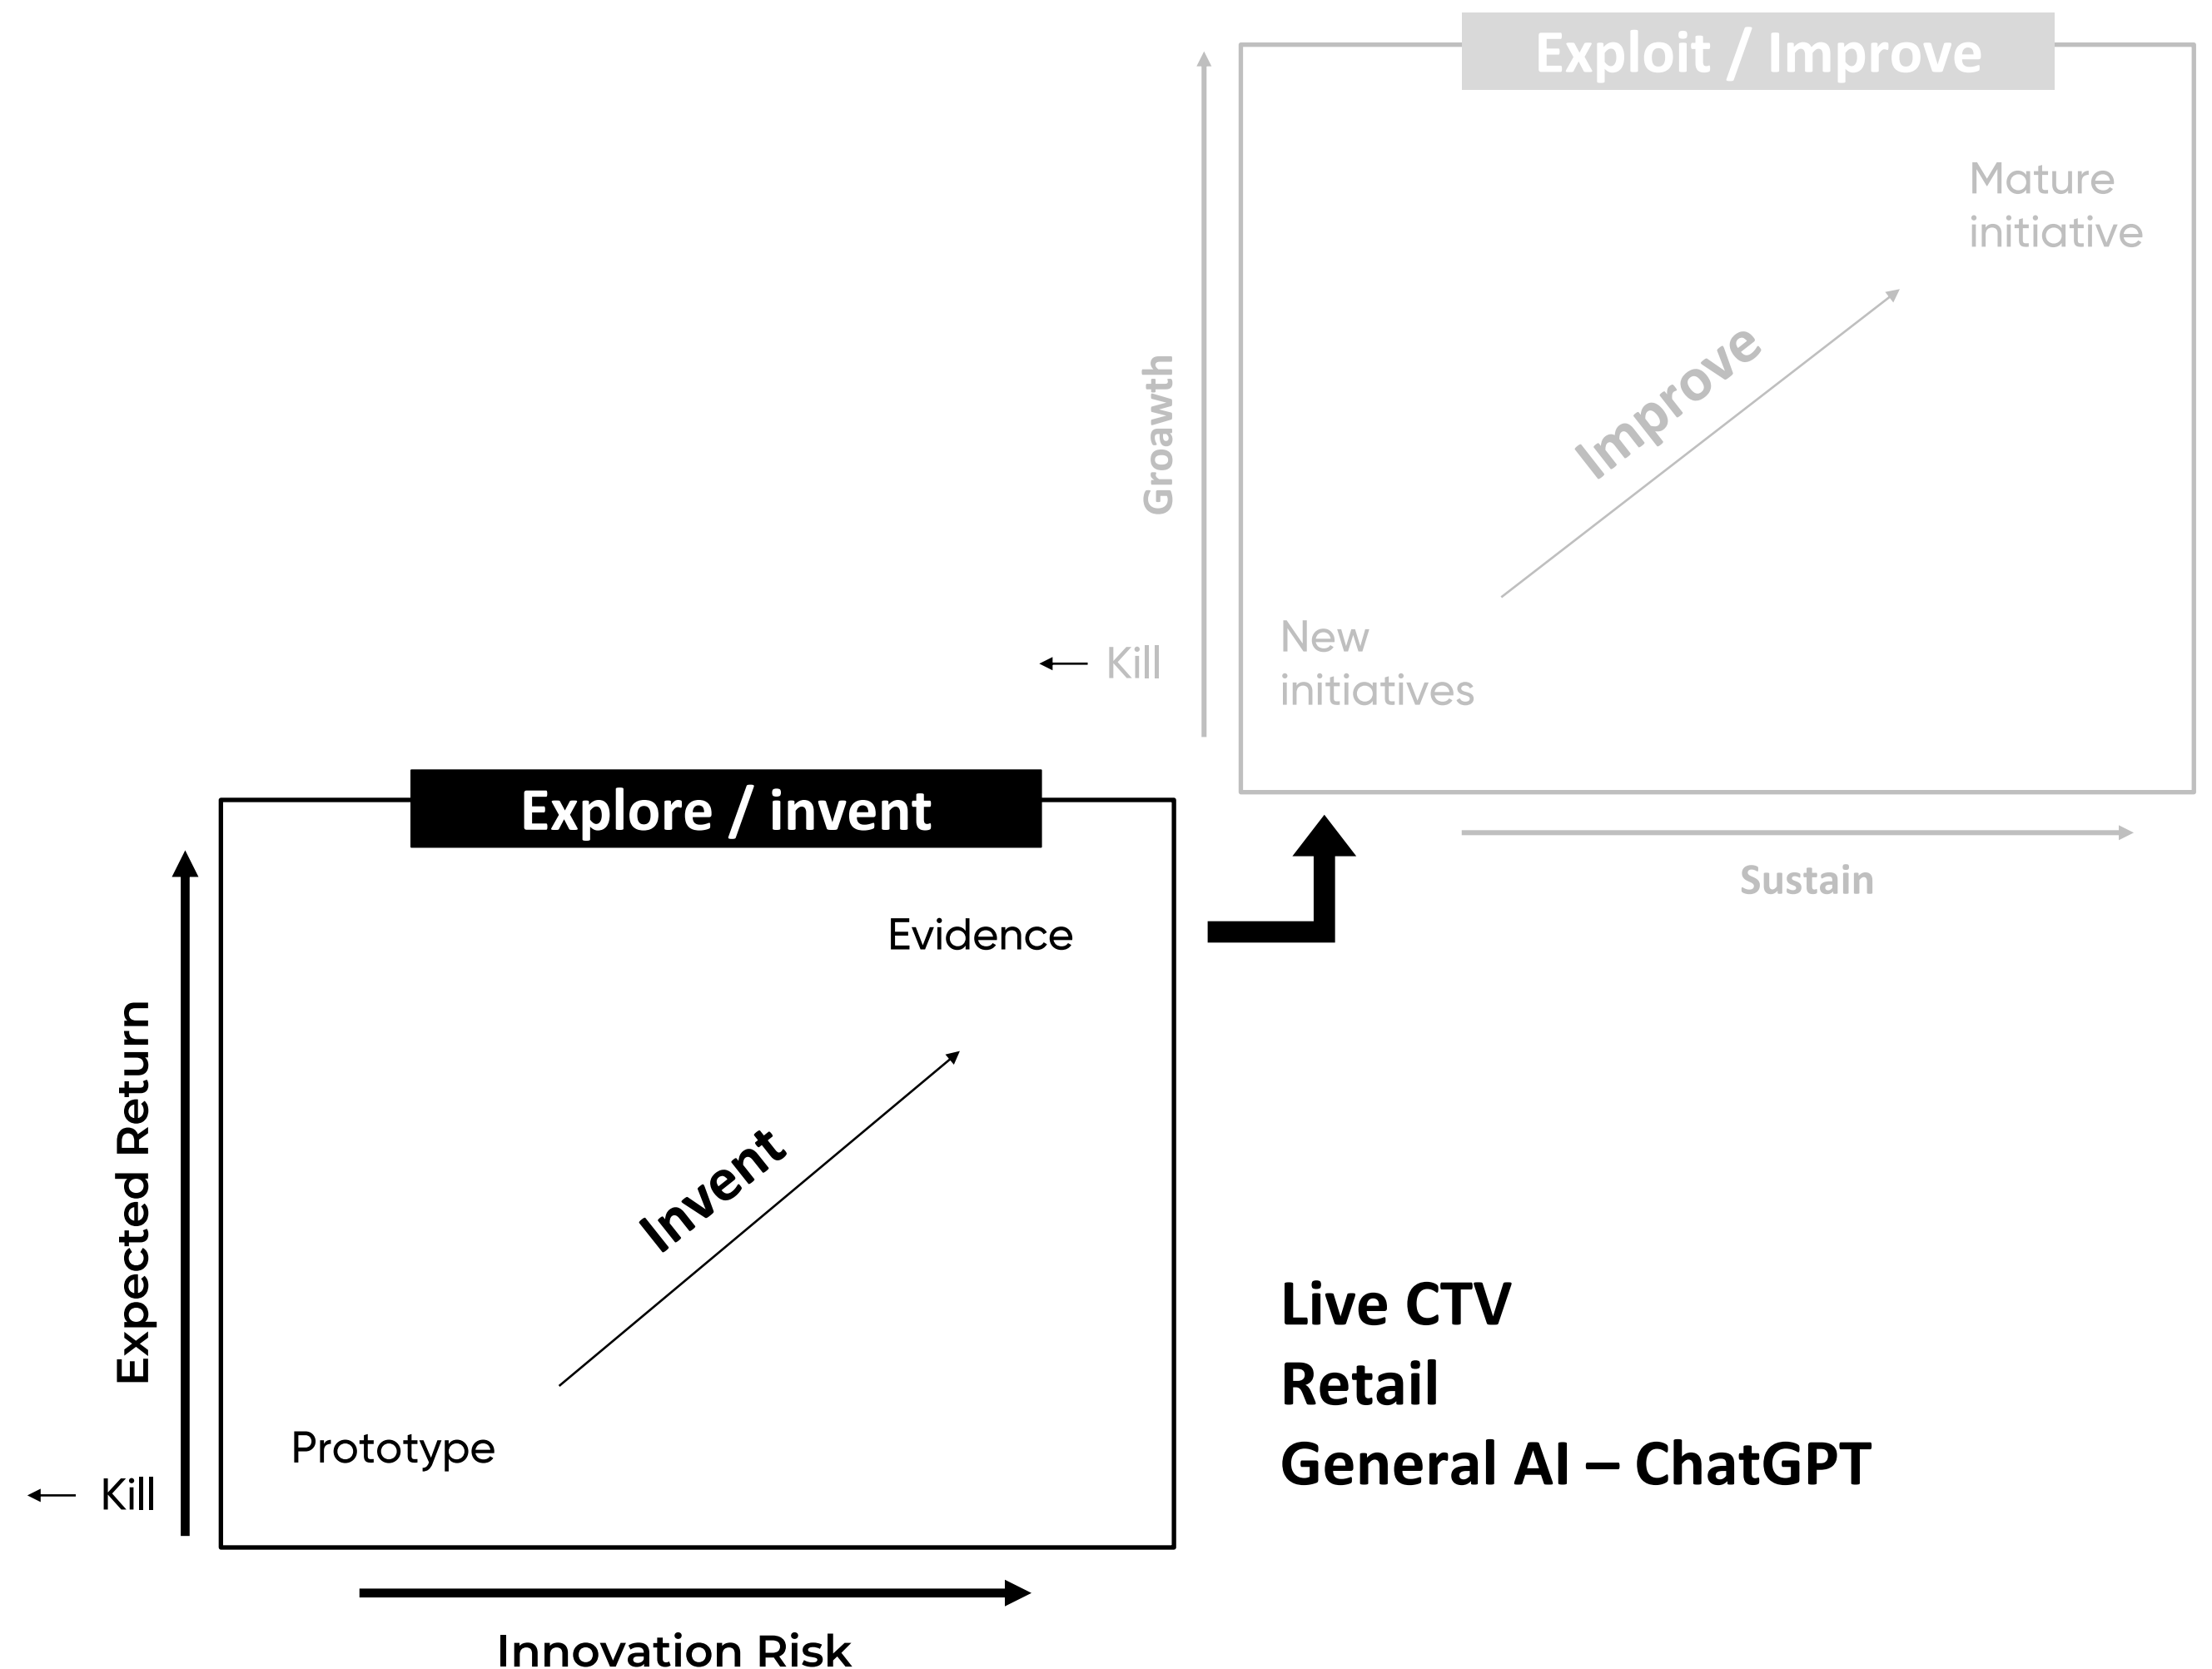 Exploit / Improve
Mature
initiative
Groawth
Improve
New
initiatives
Kill
Sustain
Explore / invent
Evidence
Expected Return
Invent
Prototype
Kill
Innovation Risk
Live CTV
Retail
General AI – ChatGPT